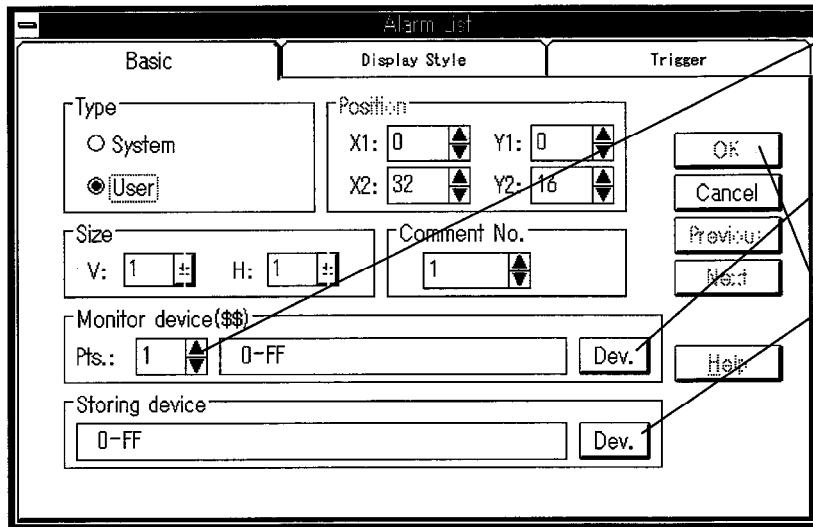 Alarm List
Basic
Display Style
Trigger
Type
System
User
Position
X1: 0
Y1: 0
X2: 32
Y2: 16
OK
Cancel
Previous
Next
Help
Size
V: 1
H: 1
Comment No.
1
Monitor device($$)
Pts.: 1
0-FF
Dev.
Storing device
0-FF
Dev.